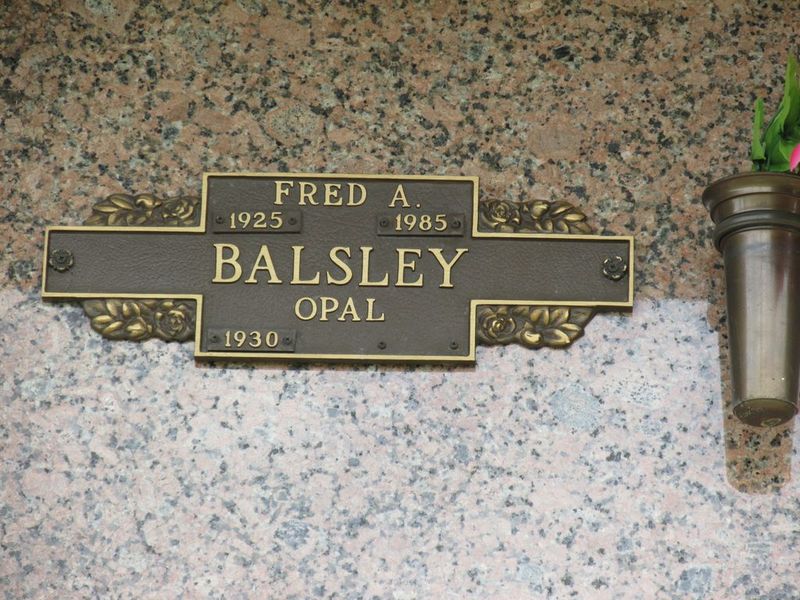 FRED A.
1925 1985
BALSLEY
OPAL
1930